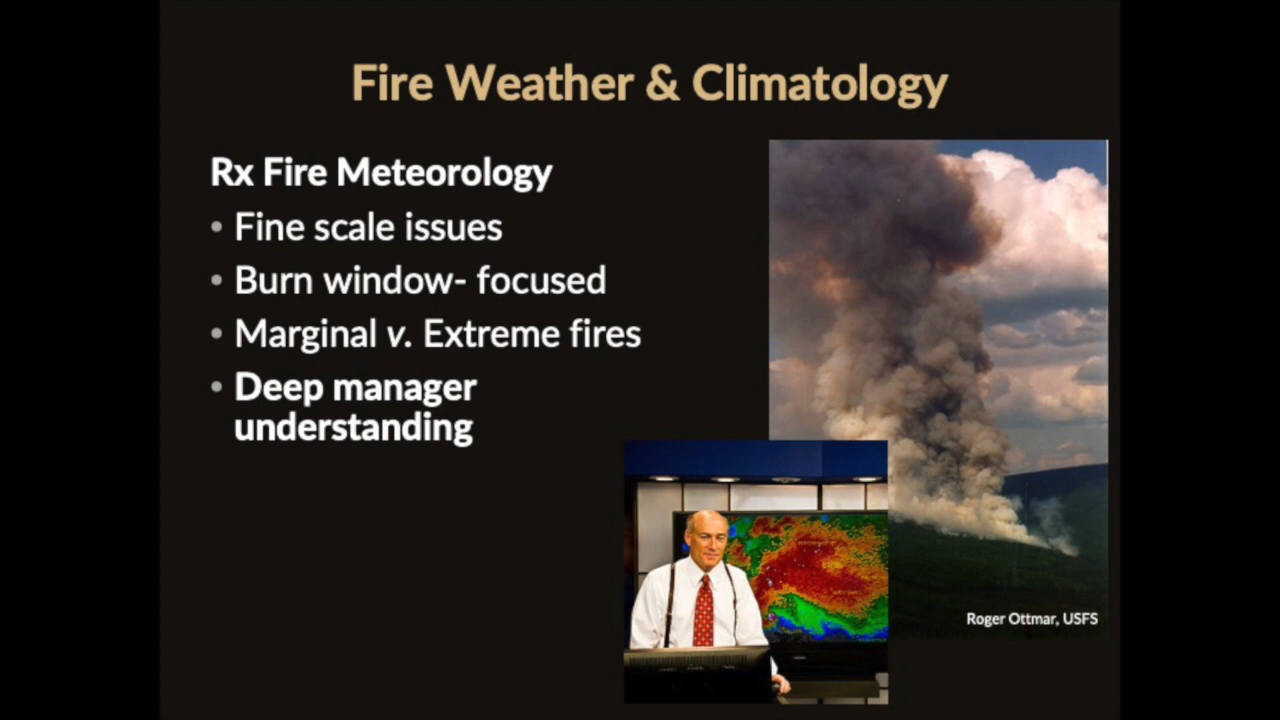 Fire Weather & Climatology
Rx Fire Meteorology
• Fine scale issues
• Burn window- focused
• Marginal v. Extreme fires
• Deep manager
understanding
Roger Ottmar, USFS